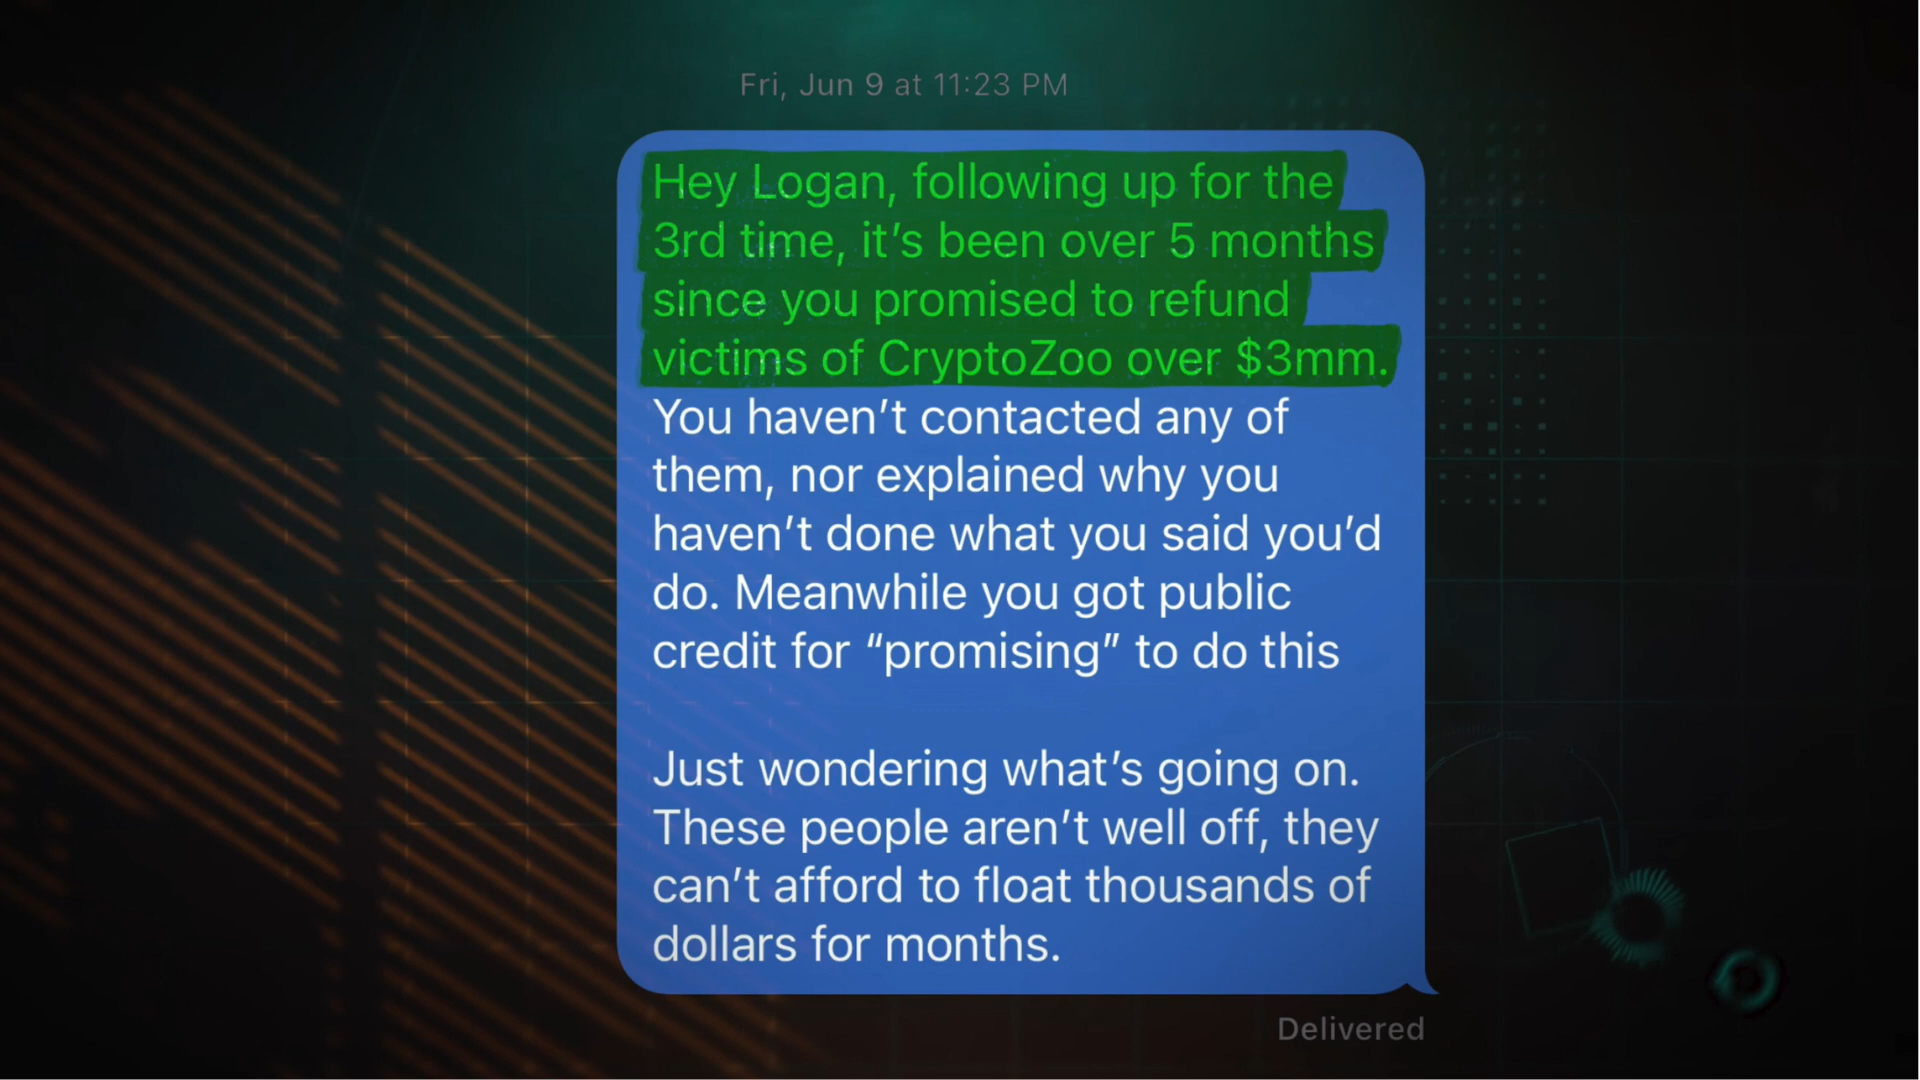 Fri, Jun 9 at 11:23 PM
Hey Logan, following up for the
3rd time, it’s been over 5 months
since you promised to refund
victims of CryptoZoo over $3mm.
You haven’t contacted any of
them, nor explained why you
haven’t done what you said you’d
do. Meanwhile you got public
credit for “promising” to do this
Just wondering what’s going on.
These people aren’t well off, they
can’t afford to float thousands of
dollars for months.
Delivered